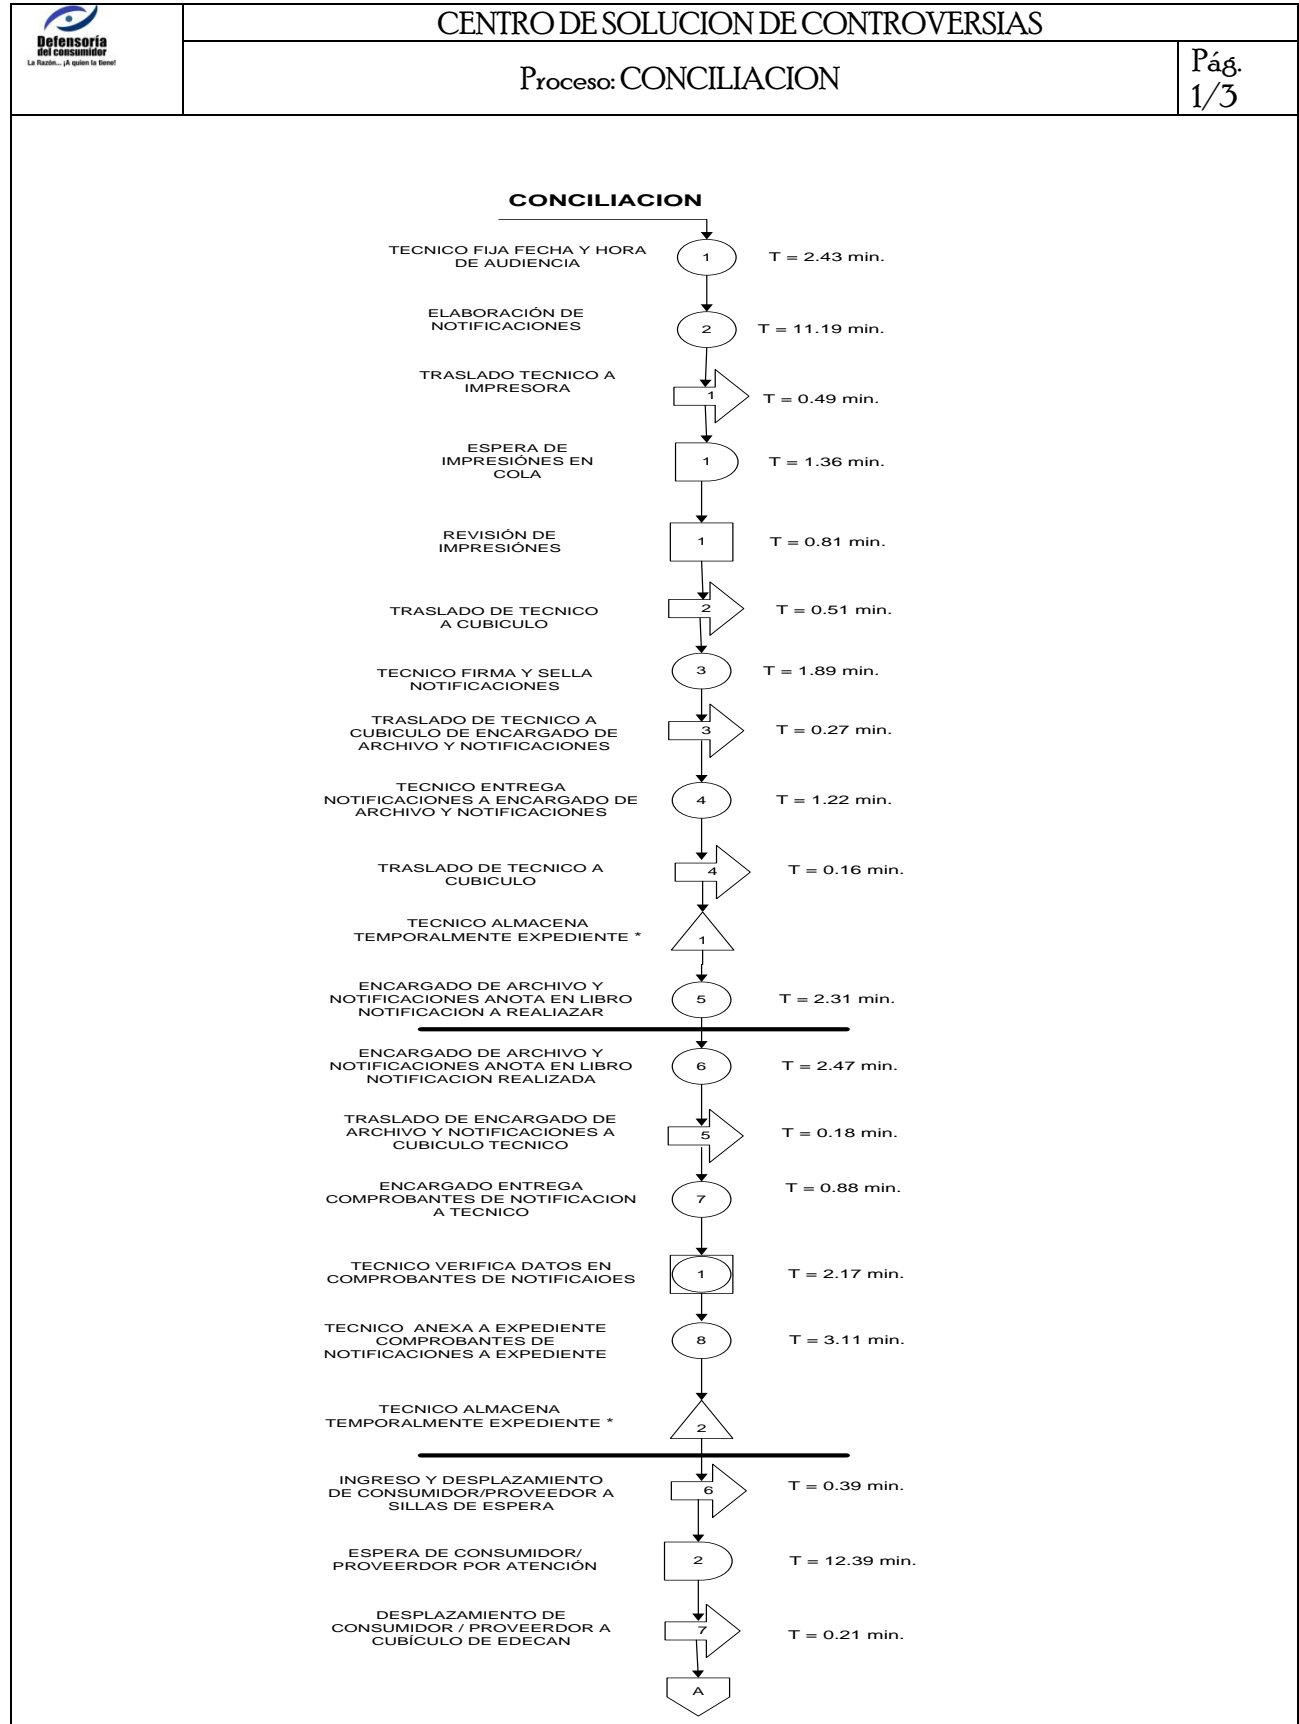 Defensoría
del consumidor
La Razón... ¡A quien la tiene!
CENTRO DE SOLUCION DE CONTROVERSIAS
Proceso: CONCILIACION
Pág.
1/3
CONCILIACION
TECNICO FIJA FECHA Y HORA
DE AUDIENCIA
1
T = 2.43 min.
ELABORACIÓN DE
NOTIFICACIONES
2
T = 11.19 min.
TRASLADO TECNICO A
IMPRESORA
1
T = 0.49 min.
ESPERA DE
IMPRESIÓNES EN
COLA
1
T = 1.36 min.
REVISIÓN DE
IMPRESIÓNES
1
T = 0.81 min.
TRASLADO DE TECNICO
A CUBICULO
2
T = 0.51 min.
TECNICO FIRMA Y SELLA
NOTIFICACIONES
3
T = 1.89 min.
TRASLADO DE TECNICO A
CUBICULO DE ENCARGADO DE
ARCHIVO Y NOTIFICACIONES
3
T = 0.27 min.
TECNICO ENTREGA
NOTIFICACIONES A ENCARGADO DE
ARCHIVO Y NOTIFICACIONES
4
T = 1.22 min.
TRASLADO DE TECNICO A
CUBICULO
4
T = 0.16 min.
TECNICO ALMACENA
TEMPORALMENTE EXPEDIENTE *
1
ENCARGADO DE ARCHIVO Y
NOTIFICACIONES ANOTA EN LIBRO
NOTIFICACION A REALIAZAR
5
T = 2.31 min.
ENCARGADO DE ARCHIVO Y
NOTIFICACIONES ANOTA EN LIBRO
NOTIFICACION REALIZADA
6
T = 2.47 min.
TRASLADO DE ENCARGADO DE
ARCHIVO Y NOTIFICACIONES A
CUBICULO TECNICO
5
T = 0.18 min.
ENCARGADO ENTREGA
COMPROBANTES DE NOTIFICACION
A TECNICO
7
T = 0.88 min.
TECNICO VERIFICA DATOS EN
COMPROBANTES DE NOTIFICAIOES
1
T = 2.17 min.
TECNICO ANEXA A EXPEDIENTE
COMPROBANTES DE
NOTIFICACIONES A EXPEDIENTE
8
T = 3.11 min.
TECNICO ALMACENA
TEMPORALMENTE EXPEDIENTE *
2
INGRESO Y DESPLAZAMIENTO
DE CONSUMIDOR/PROVEEDOR A
SILLAS DE ESPERA
6
T = 0.39 min.
ESPERA DE CONSUMIDOR/
PROVEERDOR POR ATENCIÓN
2
T = 12.39 min.
DESPLAZAMIENTO DE
CONSUMIDOR / PROVEERDOR A
CUBÍCULO DE EDECAN
7
T = 0.21 min.
A